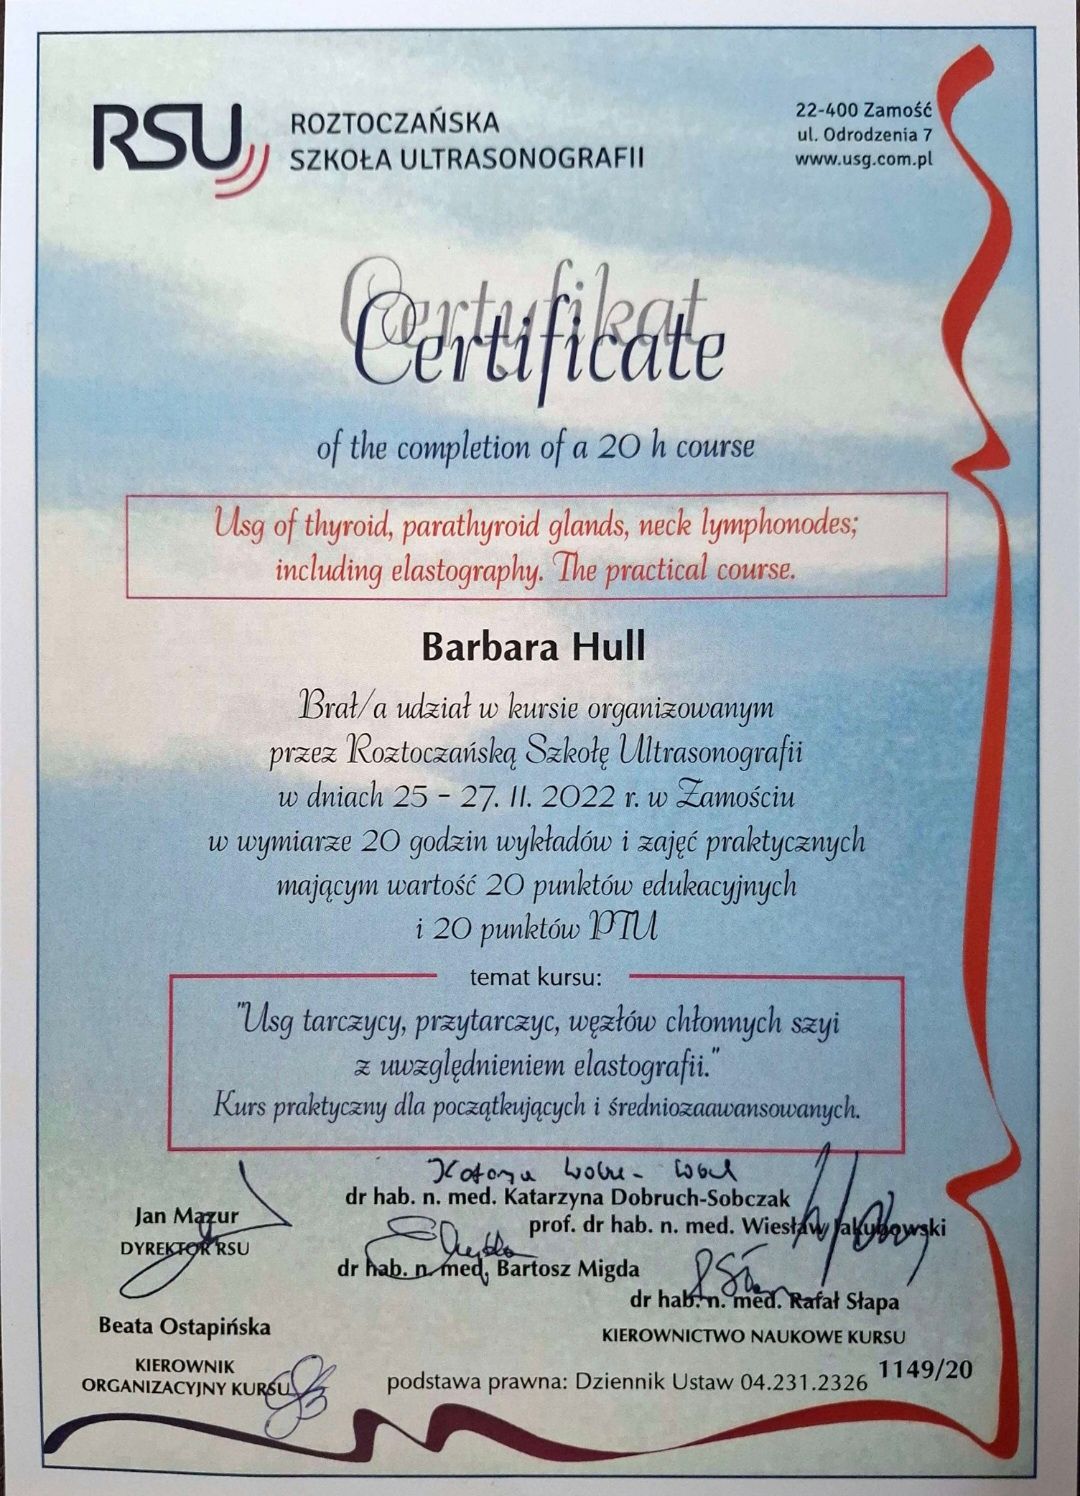 RSU
ROZTOCZAŃSKA
SZKOŁA ULTRASONOGRAFII
22-400 Zamość
ul. Odrodzenia 7
www.usg.com.pl
Certyfikat
Certificate
of the completion of a 20 h course
Usg of thyroid, parathyroid glands, neck lymphonodes;
including elastography. The practical course.
Barbara Hull
Brał/a udział w kursie organizowanym
przez Roztoczańską Szkołę Ultrasonografii
w dniach 25 - 27. II. 2022 r. w Zamościu
w wymiarze 20 godzin wykładów i zajęć praktycznych
mającym wartość 20 punktów edukacyjnych
i 20 punktów PTU
temat kursu:
"Usg tarczycy, przytarczyc, węzłów chłonnych szyi
z uwzględnieniem elastografii."
Kurs praktyczny dla początkujących i średniozaawansowanych.
dr hab. n. med. Katarzyna Dobruch-Sobczak
Jan Mazur
DYREKTOR RSU
prof. dr hab. n. med. Wiesław Jakubowski
dr hab. n. med. Bartosz Migda
dr hab. n. med. Rafał Słapa
Beata Ostapińska
KIEROWNICTWO NAUKOWE KURSU
KIEROWNIK
ORGANIZACYJNY KURSU
podstawa prawna: Dziennik Ustaw 04.231.2326
1149/20